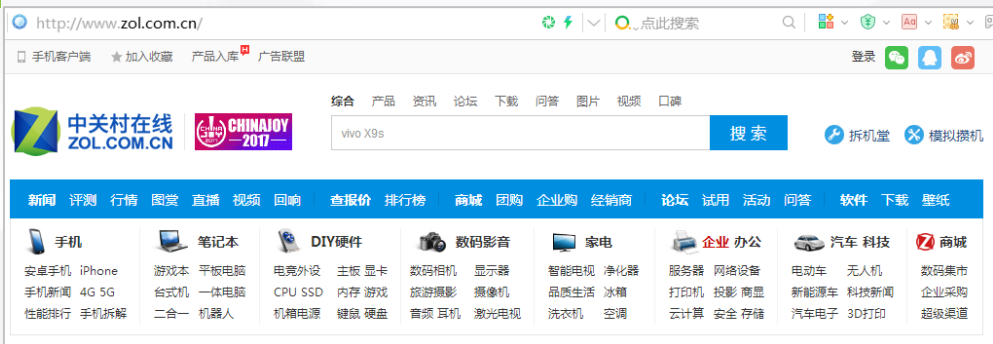 http://www.zol.com.cn/ 点此搜索
手机客户端 加入收藏 产品入库 H 广告联盟 登录
综合 产品 资讯 论坛 下载 问答 图片 视频 口碑
中关村在线 ZOL.COM.CN CHINAJOY 2017 vivo X9s 搜索 拆机堂 模拟攒机
新闻 评测 行情 图赏 直播 视频 回响 查报价 排行榜 商城 团购 企业购 经销商 论坛 试用 活动 问答 软件 下载 壁纸
手机 笔记本 DIY硬件 数码影音 家电 企业 办公 汽车 科技 商城
安卓手机 iPhone 游戏本 平板电脑 电竞外设 主板 显卡 数码相机 显示器 智能电视 净化器 服务器 网络设备 电动车 无人机 数码集市
手机新闻 4G 5G 台式机 一体电脑 CPU SSD 内存 游戏 旅游摄影 摄像机 品质生活 冰箱 打印机 投影 商显 新能源车 科技新闻 企业采购
性能排行 手机拆解 二合一 机器人 机箱电源 键鼠 硬盘 音频 耳机 激光电视 洗衣机 空调 云计算 安全 存储 汽车电子 3D打印 超级渠道